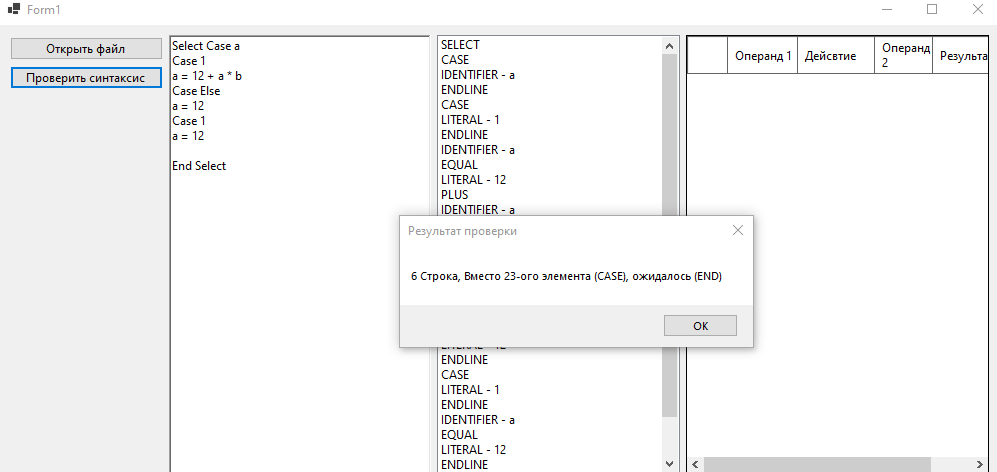 Form1
Открыть файл
Проверить синтаксис
Select Case a
Case 1
a = 12 + a * b
Case Else
a = 12
Case 1
a = 12
End Select
SELECT
CASE
IDENTIFIER - a
ENDLINE
CASE
LITERAL - 1
ENDLINE
IDENTIFIER - a
EQUAL
LITERAL - 12
PLUS
IDENTIFIER - a
LITERAL - 12
ENDLINE
CASE
LITERAL - 1
ENDLINE
IDENTIFIER - a
EQUAL
LITERAL - 12
ENDLINE
Операнд 1
Дейсвтие
Операнд
2
Результа
Результат проверки
6 Строка, Вместо 23-ого элемента (CASE), ожидалось (END)
OK